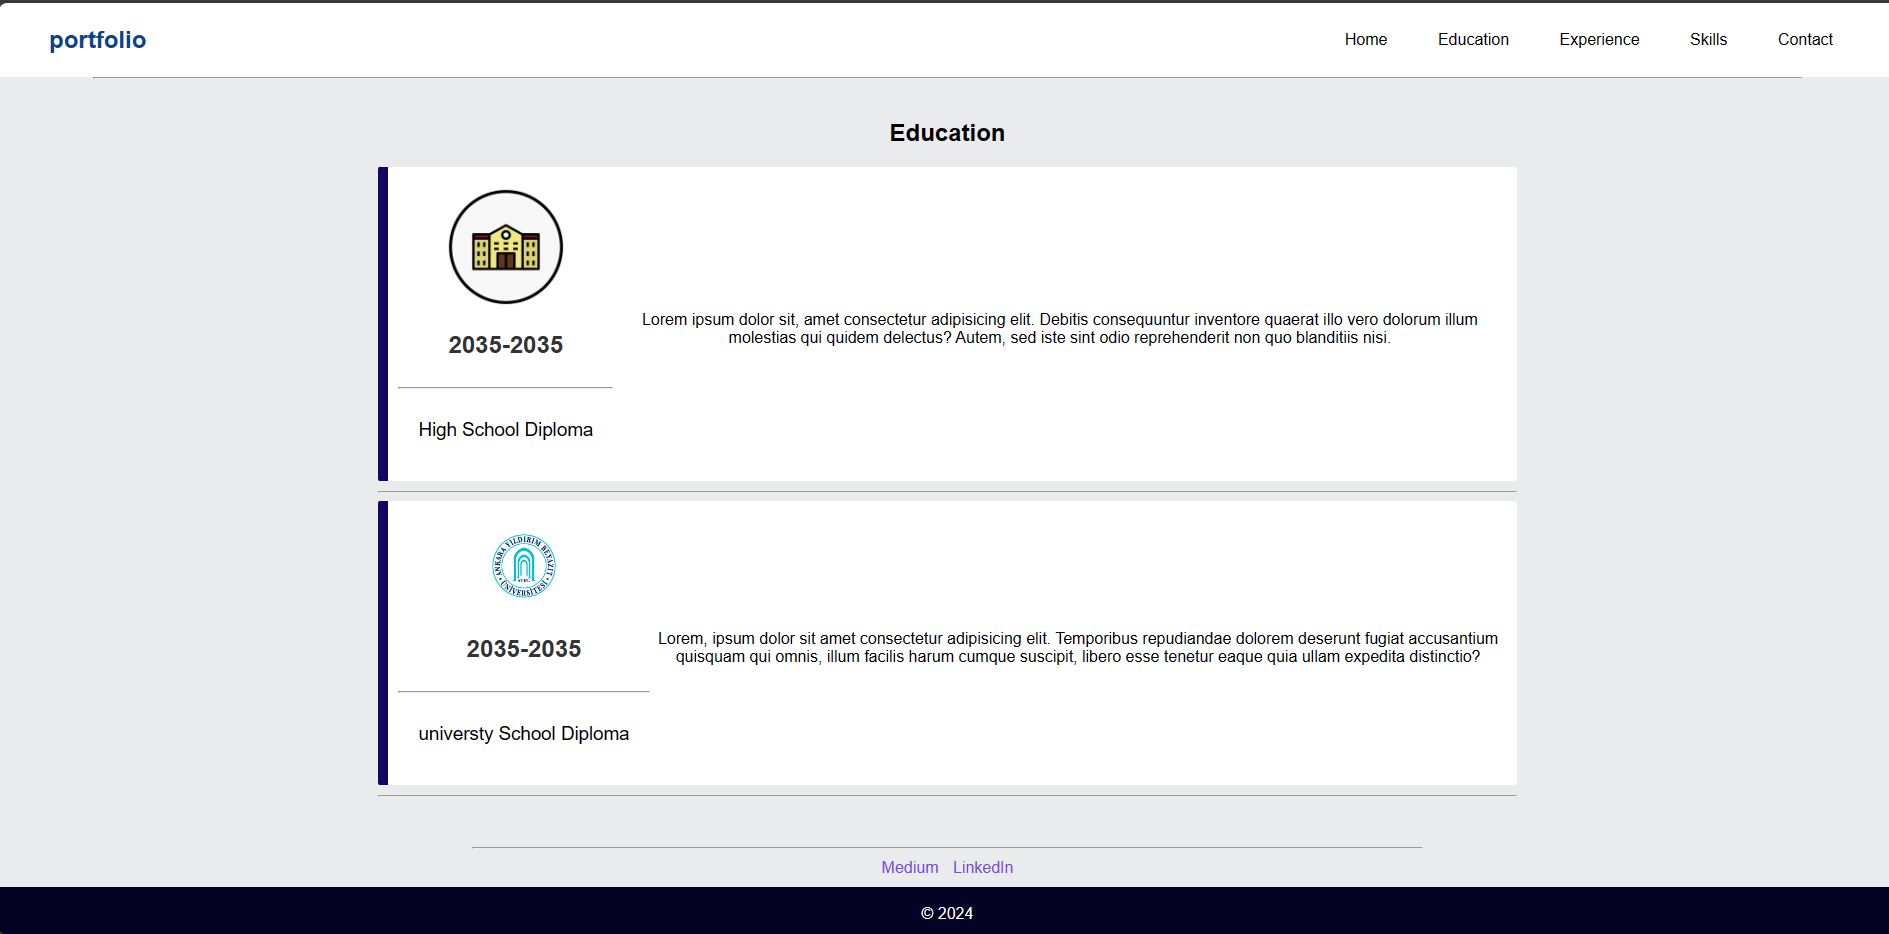 portfolio
Home Education Experience Skills Contact
Education
2035-2035
High School Diploma
Lorem ipsum dolor sit, amet consectetur adipisicing elit. Debitis consequuntur inventore quaerat illo vero dolorum illum
molestias qui quidem delectus? Autem, sed iste sint odio reprehenderit non quo blanditiis nisi.
ANKARA YILDIRIM BEYAZIT
ÜNİVERSİTESİ
2035-2035
universty School Diploma
Lorem, ipsum dolor sit amet consectetur adipisicing elit. Temporibus repudiandae dolorem deserunt fugiat accusantium
quisquam qui omnis, illum facilis harum cumque suscipit, libero esse tenetur eaque quia ullam expedita distinctio?
Medium LinkedIn
© 2024